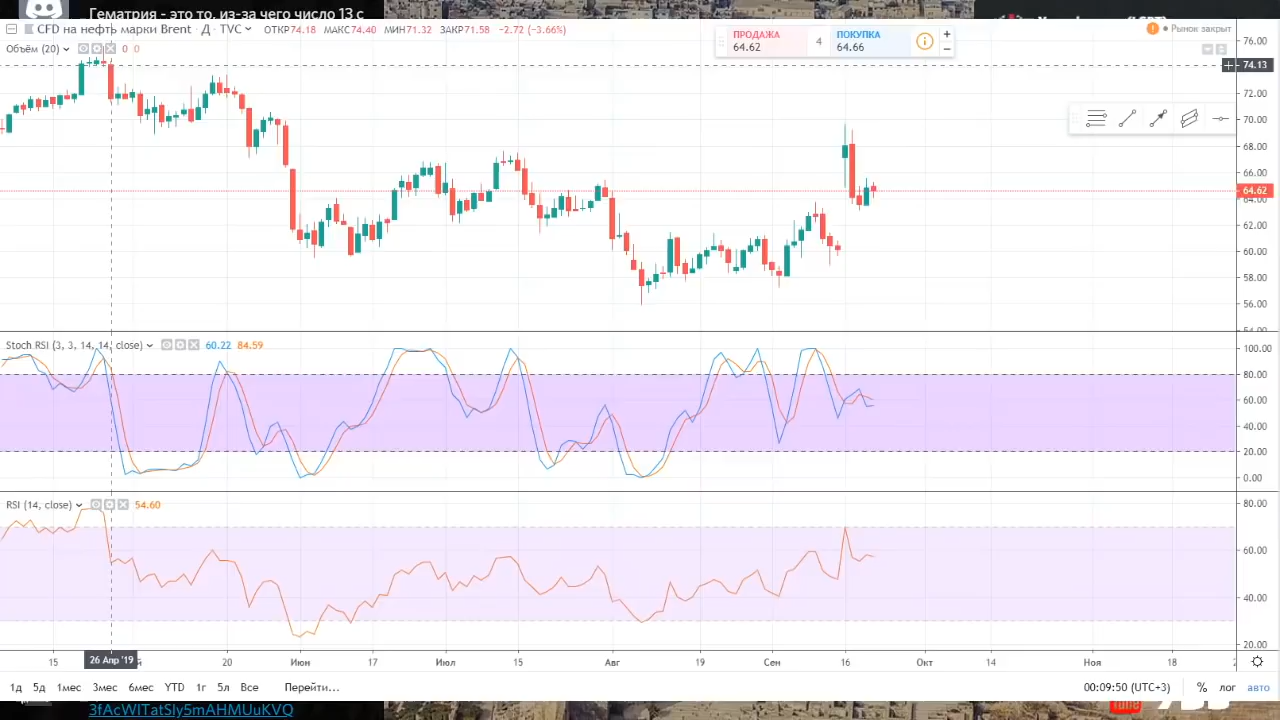 Гематрия - это то, из-за чего число 13 с
CFD на нефть марки Brent · Д · TVC ОТКР74.18 МАКС74.40 МИН71.32 ЗАКР71.58 −2.72 (−3.66%)
ПРОДАЖА
64.62
4
ПОКУПКА
64.66
Рынок закрыт
Объём (20) 0 0
76.00
74.13
72.00
70.00
68.00
66.00
64.62
64.00
62.00
60.00
58.00
56.00
54.00
Stoch RSI (3, 3, 14, 14, close) 60.22 84.59
100.00
80.00
60.00
40.00
20.00
0.00
RSI (14, close) 54.60
80.00
60.00
40.00
20.00
15 26 Апр '19 20 Июн 17 Июл 15 Авг 19 Сен 16 Окт 14 Ноя 18
1д 5д 1мес 3мес 6мес YTD 1г 5л Все Перейти... 00:09:50 (UTC+3) % лог авто
3fAcWITatSly5mAHMUuKVQ